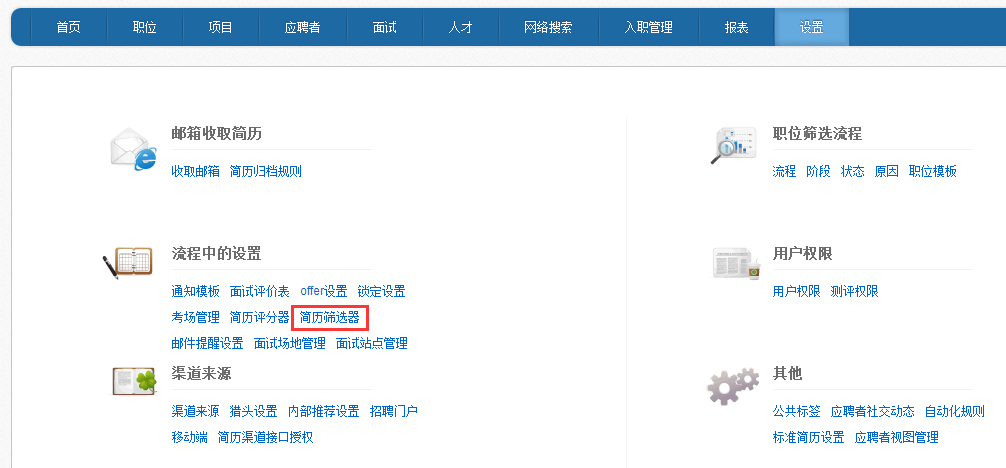 首页 职位 项目 应聘者 面试 人才 网络搜索 入职管理 报表 设置
邮箱收取简历
收取邮箱 简历归档规则
职位筛选流程
流程 阶段 状态 原因 职位模板
流程中的设置
通知模板 面试评价表 offer设置 锁定设置
考场管理 简历评分器 简历筛选器
邮件提醒设置 面试场地管理 面试站点管理
用户权限
用户权限 测评权限
渠道来源
渠道来源 猎头设置 内部推荐设置 招聘门户
移动端 简历渠道接口授权
其他
公共标签 应聘者社交动态 自动化规则
标准简历设置 应聘者视图管理